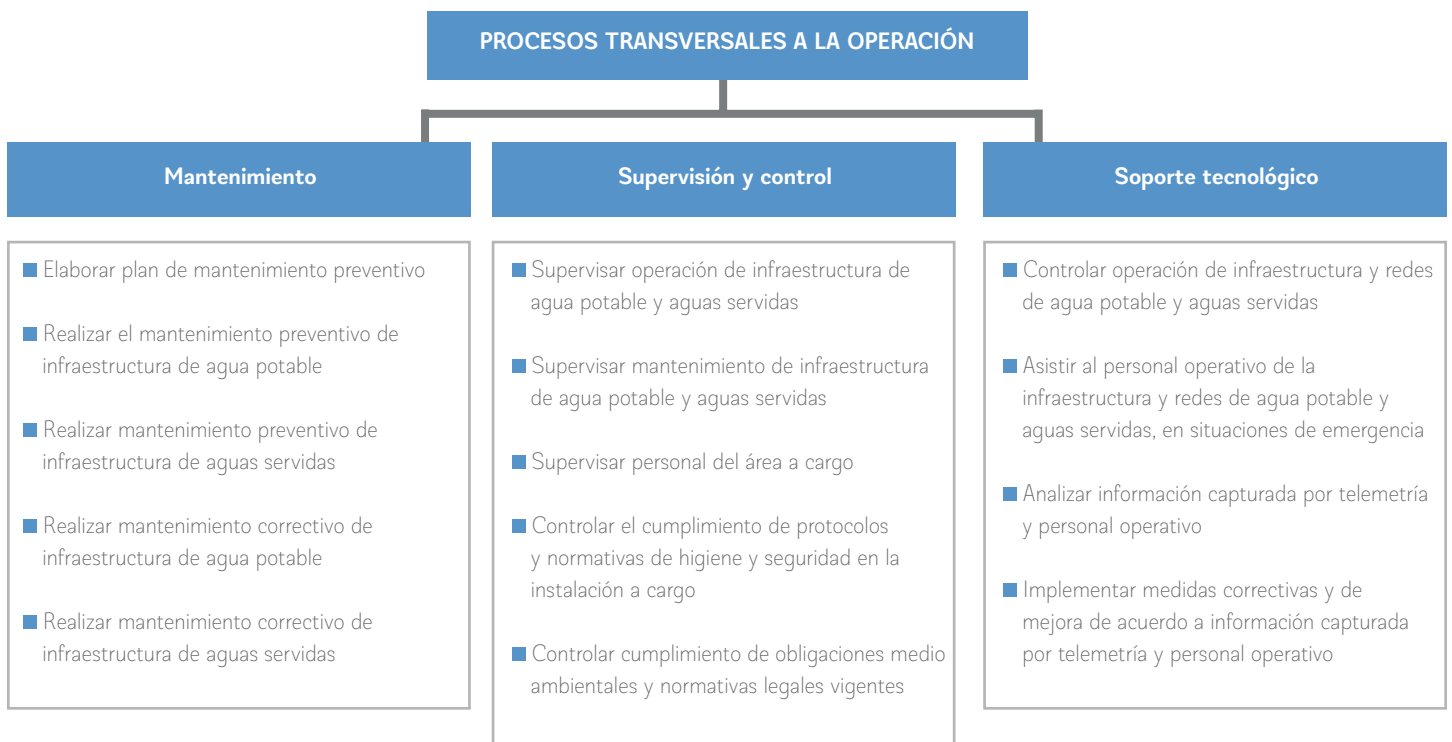 PROCESOS TRANSVERSALES A LA OPERACIÓN
Mantenimiento
Elaborar plan de mantenimiento preventivo
Realizar el mantenimiento preventivo de
infraestructura de agua potable
Realizar mantenimiento preventivo de
infraestructura de aguas servidas
Realizar mantenimiento correctivo de
infraestructura de agua potable
Realizar mantenimiento correctivo de
infraestructura de aguas servidas
Supervisión y control
Supervisar operación de infraestructura de
agua potable y aguas servidas
Supervisar mantenimiento de infraestructura
de agua potable y aguas servidas
Supervisar personal del área a cargo
Controlar el cumplimiento de protocolos
y normativas de higiene y seguridad en la
instalación a cargo
Controlar cumplimiento de obligaciones medio
ambientales y normativas legales vigentes
Soporte tecnológico
Controlar operación de infraestructura y redes
de agua potable y aguas servidas
Asistir al personal operativo de la
infraestructura y redes de agua potable y
aguas servidas, en situaciones de emergencia
Analizar información capturada por telemetría
y personal operativo
Implementar medidas correctivas y de
mejora de acuerdo a información capturada
por telemetría y personal operativo